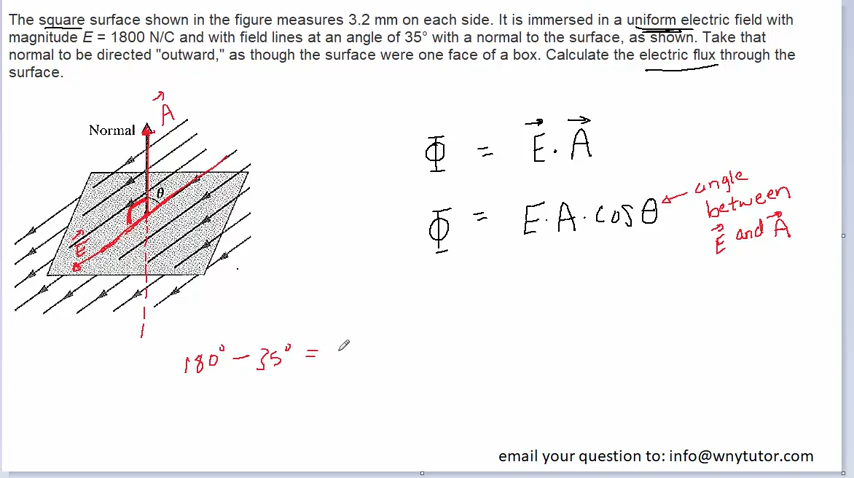 The square surface shown in the figure measures 3.2 mm on each side. It is immersed in a uniform electric field with
magnitude E = 1800 N/C and with field lines at an angle of 35° with a normal to the surface, as shown. Take that
normal to be directed "outward," as though the surface were one face of a box. Calculate the electric flux through the
surface.
A⃗
Normal
θ
E⃗
180° − 35° =
Φ = E⃗ · A⃗
Φ = E · A · cosθ
angle
between
E⃗ and A⃗
email your question to: info@wnytutor.com